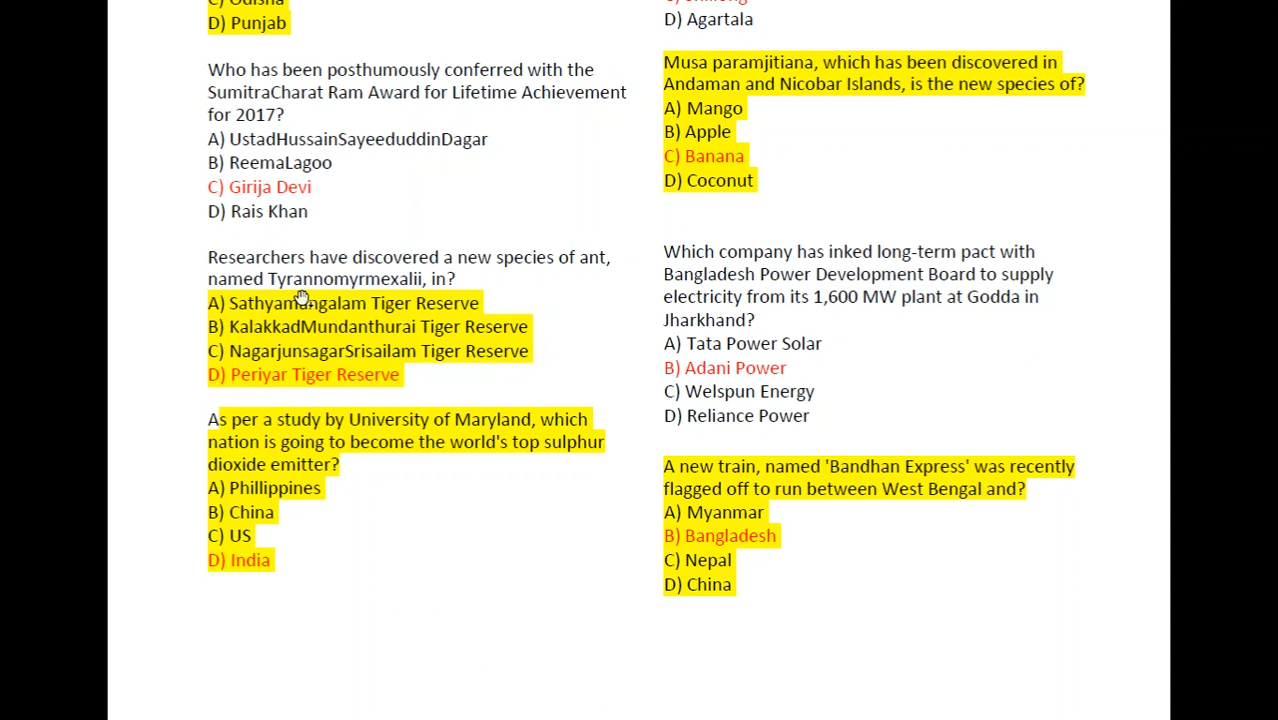 C) Odisha
D) Punjab
Who has been posthumously conferred with the
SumitraCharat Ram Award for Lifetime Achievement
for 2017?
A) UstadHussainSayeeduddinDagar
B) ReemaLagoo
C) Girija Devi
D) Rais Khan
Researchers have discovered a new species of ant,
named Tyrannomyrmexalii, in?
A) Sathyamangalam Tiger Reserve
B) KalakkadMundanthurai Tiger Reserve
C) NagarjunsagarSrisailam Tiger Reserve
D) Periyar Tiger Reserve
As per a study by University of Maryland, which
nation is going to become the world's top sulphur
dioxide emitter?
A) Phillippines
B) China
C) US
D) India
D) Agartala
Musa paramjitiana, which has been discovered in
Andaman and Nicobar Islands, is the new species of?
A) Mango
B) Apple
C) Banana
D) Coconut
Which company has inked long-term pact with
Bangladesh Power Development Board to supply
electricity from its 1,600 MW plant at Godda in
Jharkhand?
A) Tata Power Solar
B) Adani Power
C) Welspun Energy
D) Reliance Power
A new train, named 'Bandhan Express' was recently
flagged off to run between West Bengal and?
A) Myanmar
B) Bangladesh
C) Nepal
D) China